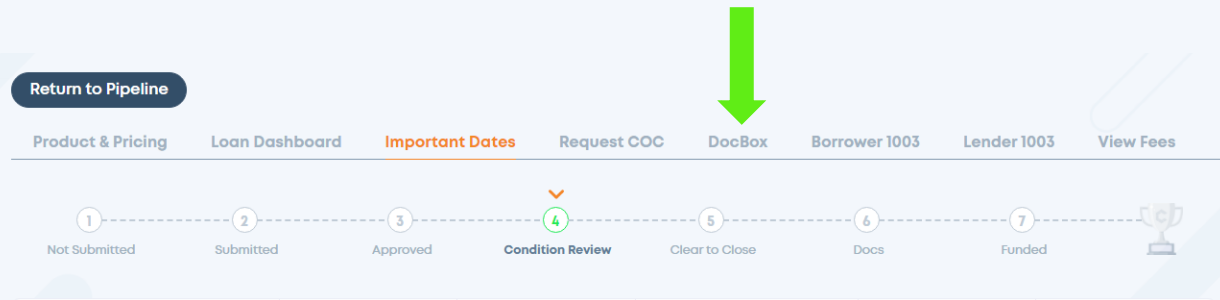 Return to Pipeline
Product & Pricing Loan Dashboard Important Dates Request COC DocBox Borrower 1003 Lender 1003 View Fees
1 2 3 4 5 6 7 C
Not Submitted Submitted Approved Condition Review Clear to Close Docs Funded